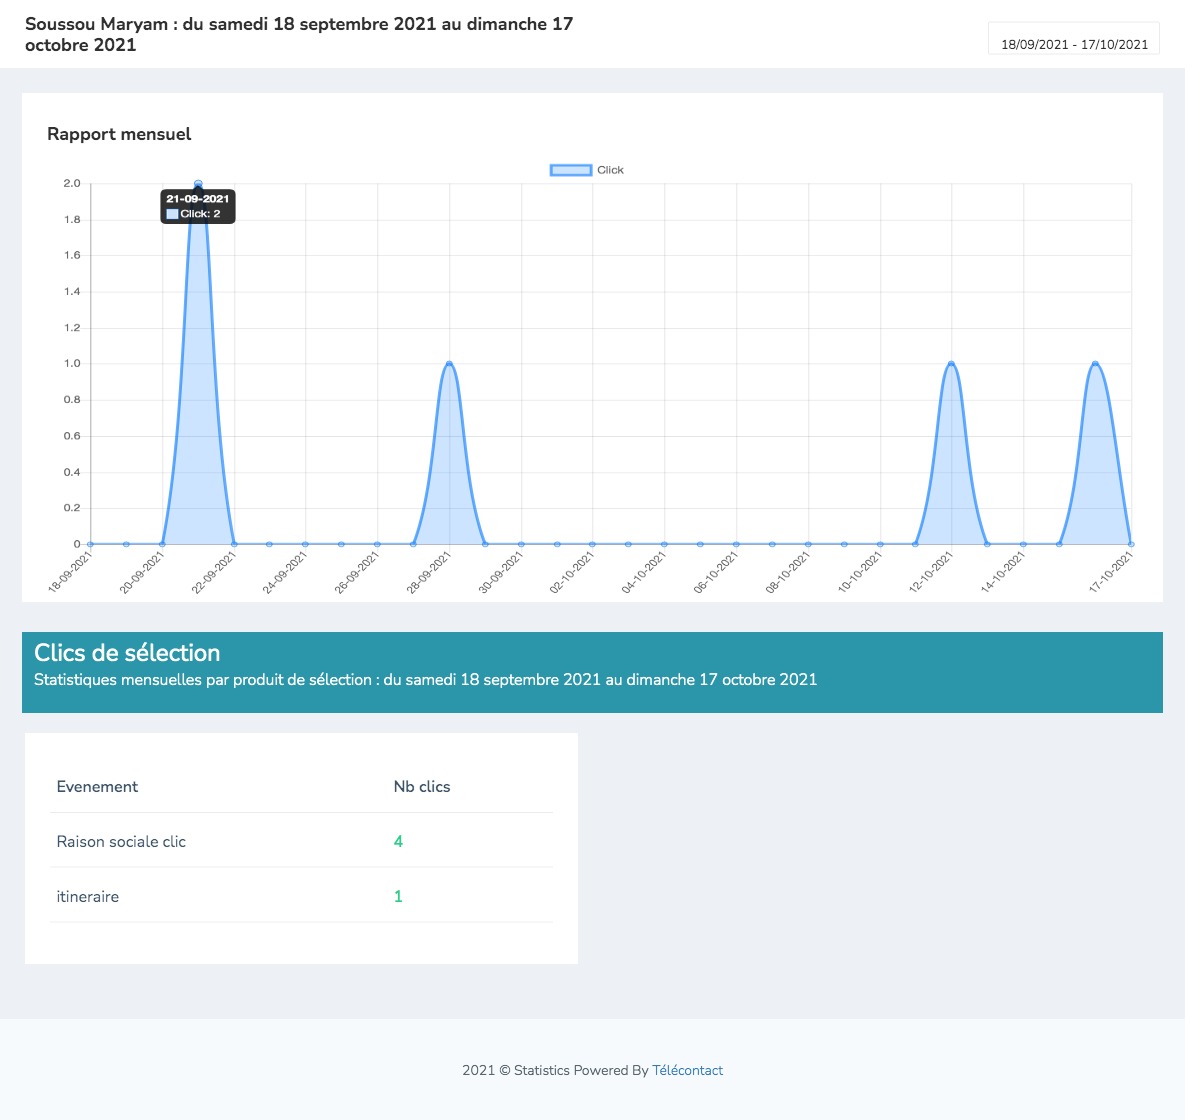 Soussou Maryam : du samedi 18 septembre 2021 au dimanche 17
octobre 2021
18/09/2021 - 17/10/2021
Rapport mensuel
Click
2.0
21-09-2021
Click: 2
1.8
1.6
1.4
1.2
1.0
0.8
0.6
0.4
0.2
0
18-09-2021
20-09-2021
22-09-2021
24-09-2021
26-09-2021
28-09-2021
30-09-2021
02-10-2021
04-10-2021
06-10-2021
08-10-2021
10-10-2021
12-10-2021
14-10-2021
17-10-2021
Clics de sélection
Statistiques mensuelles par produit de sélection : du samedi 18 septembre 2021 au dimanche 17 octobre 2021
Evenement Nb clics
Raison sociale clic 4
itineraire 1
2021 © Statistics Powered By Télécontact